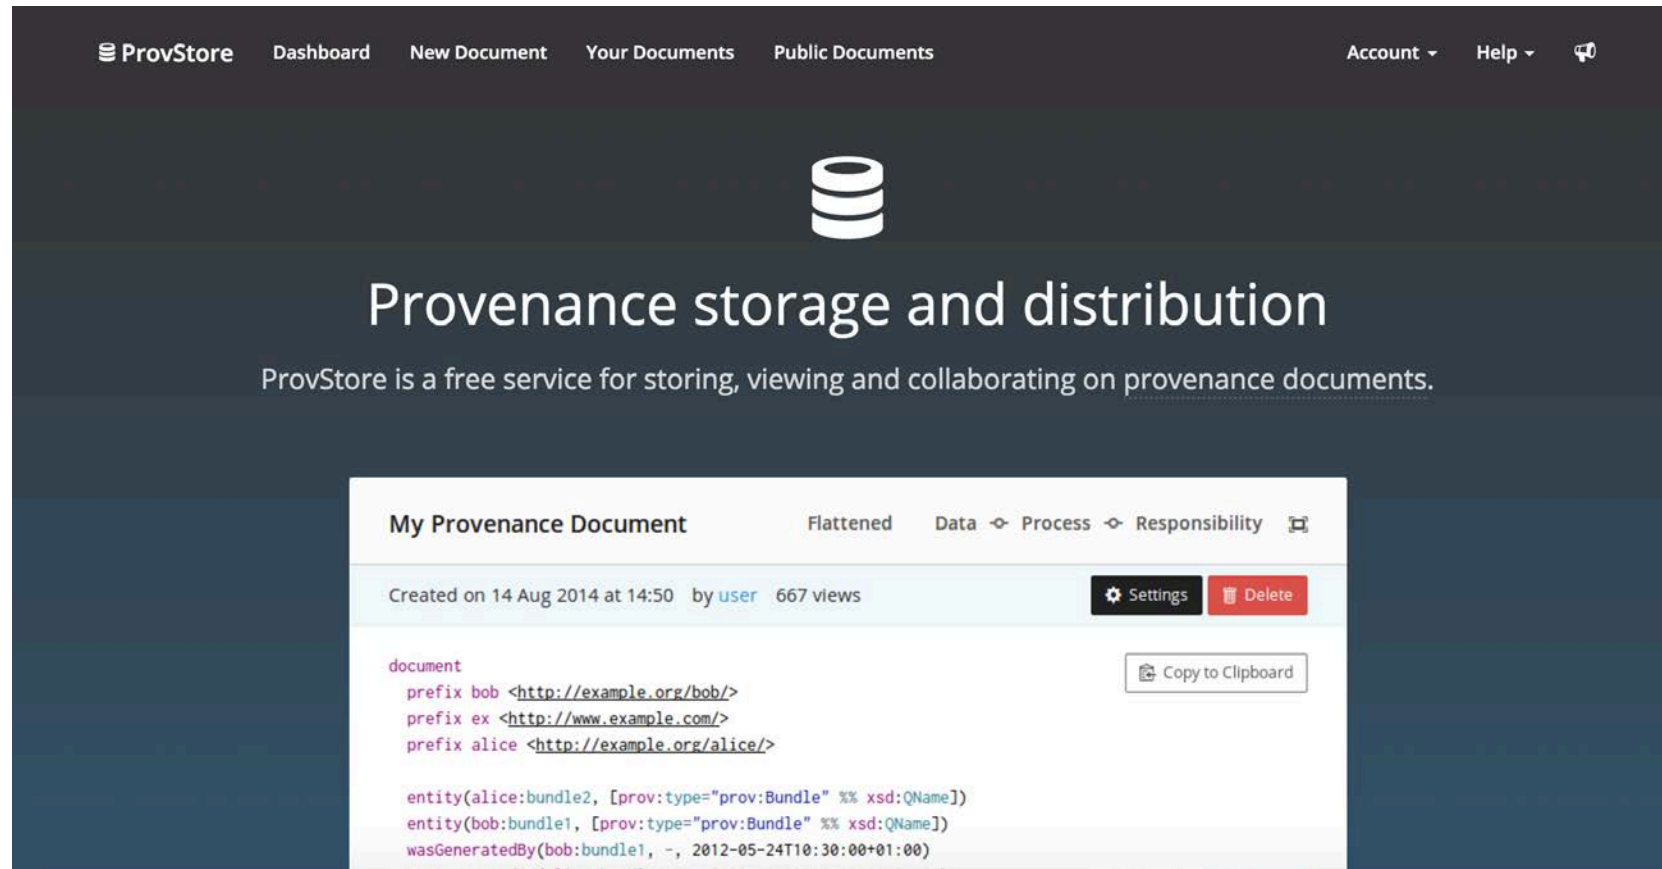 ProvStore Dashboard New Document Your Documents Public Documents Account Help
Provenance storage and distribution
ProvStore is a free service for storing, viewing and collaborating on provenance documents.
My Provenance Document Flattened Data Process Responsibility
Created on 14 Aug 2014 at 14:50 by user 667 views Settings Delete
document Copy to Clipboard
prefix bob <http://example.org/bob/>
prefix ex <http://www.example.com/>
prefix alice <http://example.org/alice/>
entity(alice:bundle2, [prov:type="prov:Bundle" %% xsd:QName])
entity(bob:bundle1, [prov:type="prov:Bundle" %% xsd:QName])
wasGeneratedBy(bob:bundle1, -, 2012-05-24T10:30:00+01:00)